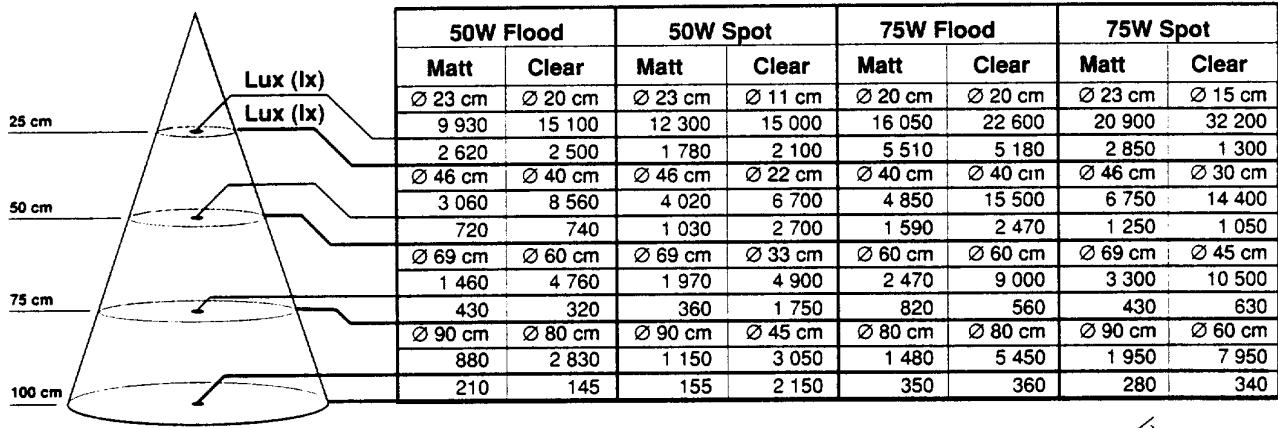 50W Flood 50W Spot 75W Flood 75W Spot
Matt Clear Matt Clear Matt Clear Matt Clear
Lux (lx)
Ø 23 cm Ø 20 cm Ø 23 cm Ø 11 cm Ø 20 cm Ø 20 cm Ø 23 cm Ø 15 cm
Lux (lx)
25 cm
9 930 15 100 12 300 15 000 16 050 22 600 20 900 32 200
2 620 2 500 1 780 2 100 5 510 5 180 2 850 1 300
Ø 46 cm Ø 40 cm Ø 46 cm Ø 22 cm Ø 40 cm Ø 40 cm Ø 46 cm Ø 30 cm
50 cm
3 060 8 560 4 020 6 700 4 850 15 500 6 750 14 400
720 740 1 030 2 700 1 590 2 470 1 250 1 050
Ø 69 cm Ø 60 cm Ø 69 cm Ø 33 cm Ø 60 cm Ø 60 cm Ø 69 cm Ø 45 cm
1 460 4 760 1 970 4 900 2 470 9 000 3 300 10 500
75 cm
430 320 360 1 750 820 560 430 630
Ø 90 cm Ø 80 cm Ø 90 cm Ø 45 cm Ø 80 cm Ø 80 cm Ø 90 cm Ø 60 cm
880 2 830 1 150 3 050 1 480 5 450 1 950 7 950
100 cm
210 145 155 2 150 350 360 280 340